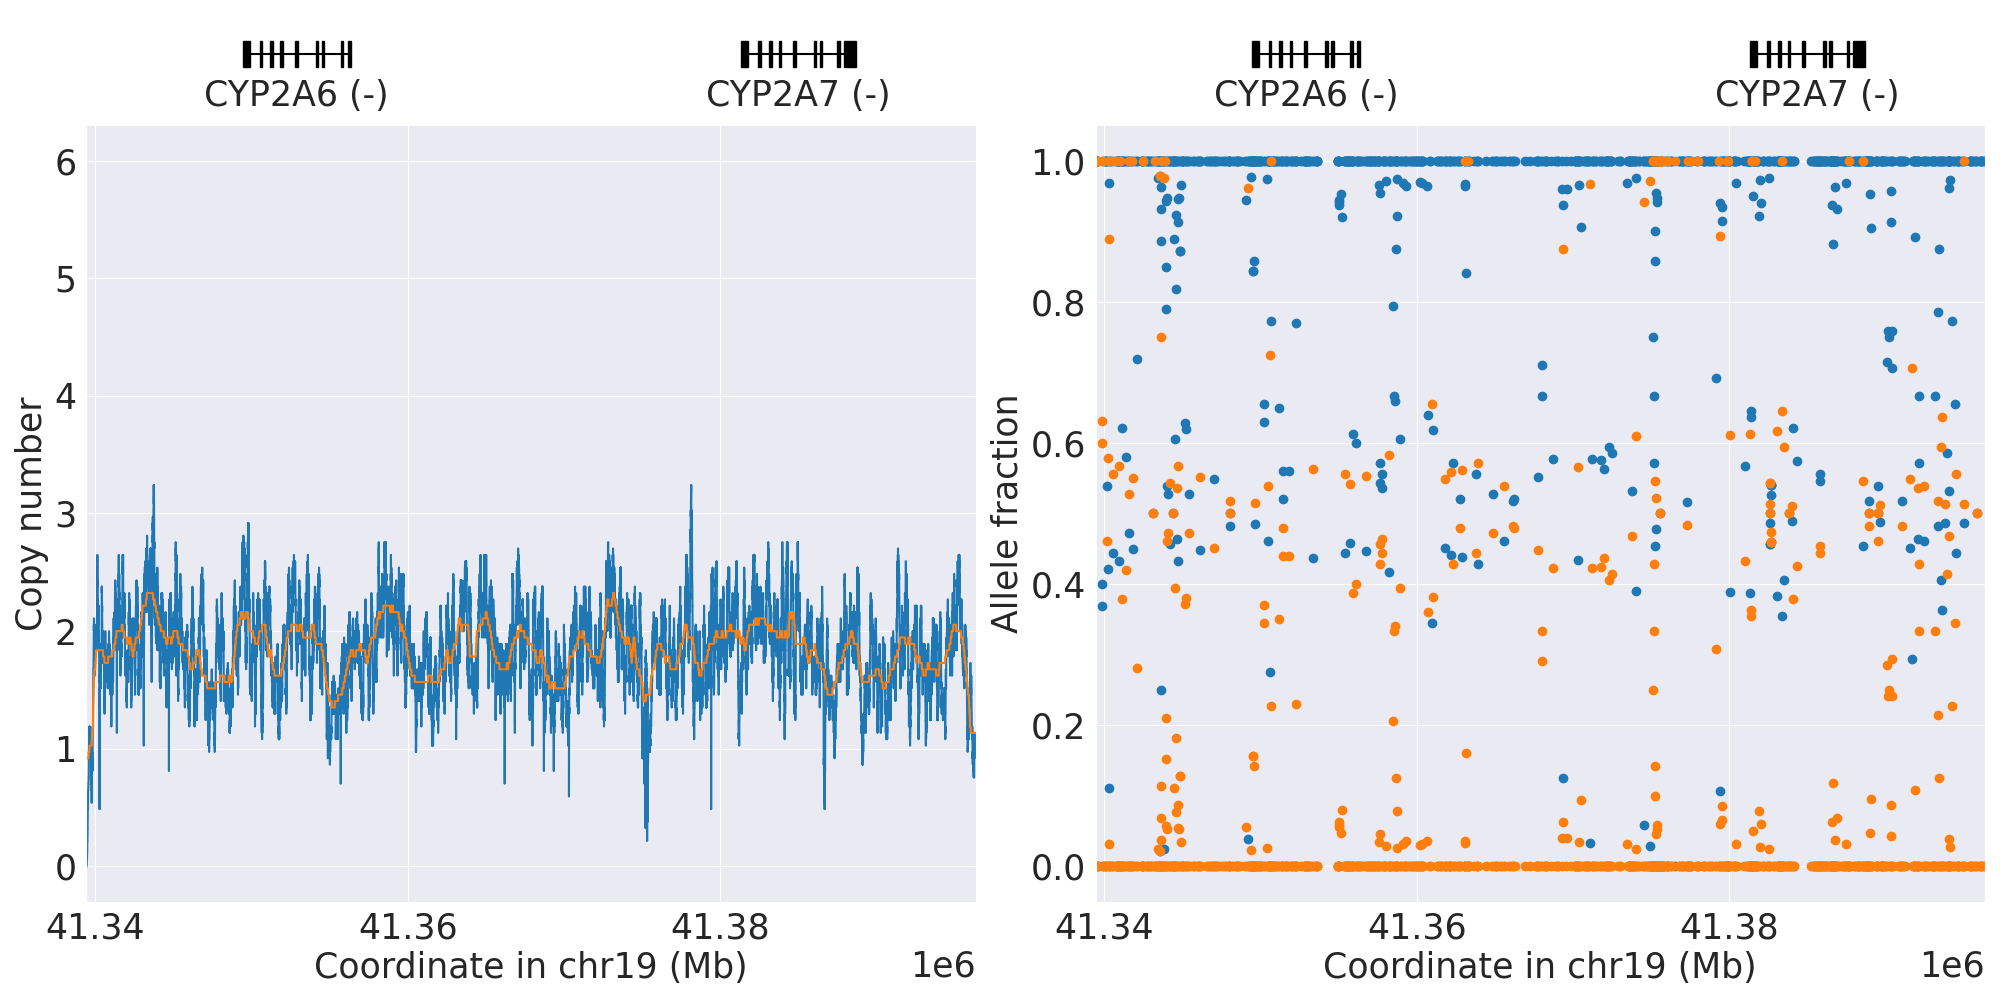 CYP2A6 (-)
CYP2A7 (-)
CYP2A6 (-)
CYP2A7 (-)
Copy number
6
5
4
3
2
1
0
41.34
41.36
41.38
Coordinate in chr19 (Mb)
1e6
Allele fraction
1.0
0.8
0.6
0.4
0.2
0.0
41.34
41.36
41.38
Coordinate in chr19 (Mb)
1e6